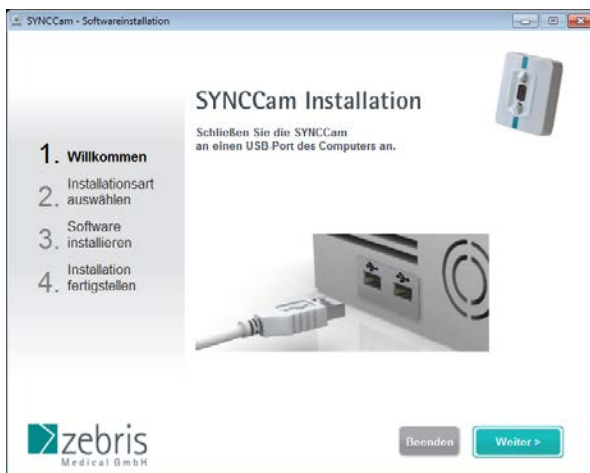 SYNCCam - Softwareinstallation
SYNCCam Installation
Schließen Sie die SYNCCam
an einen USB-Port des Computers an.
1. Willkommen
2. Installationsart
auswählen
3. Software
installieren
4. Installation
fertigstellen
zebris
Medical GmbH
Beenden
Weiter >